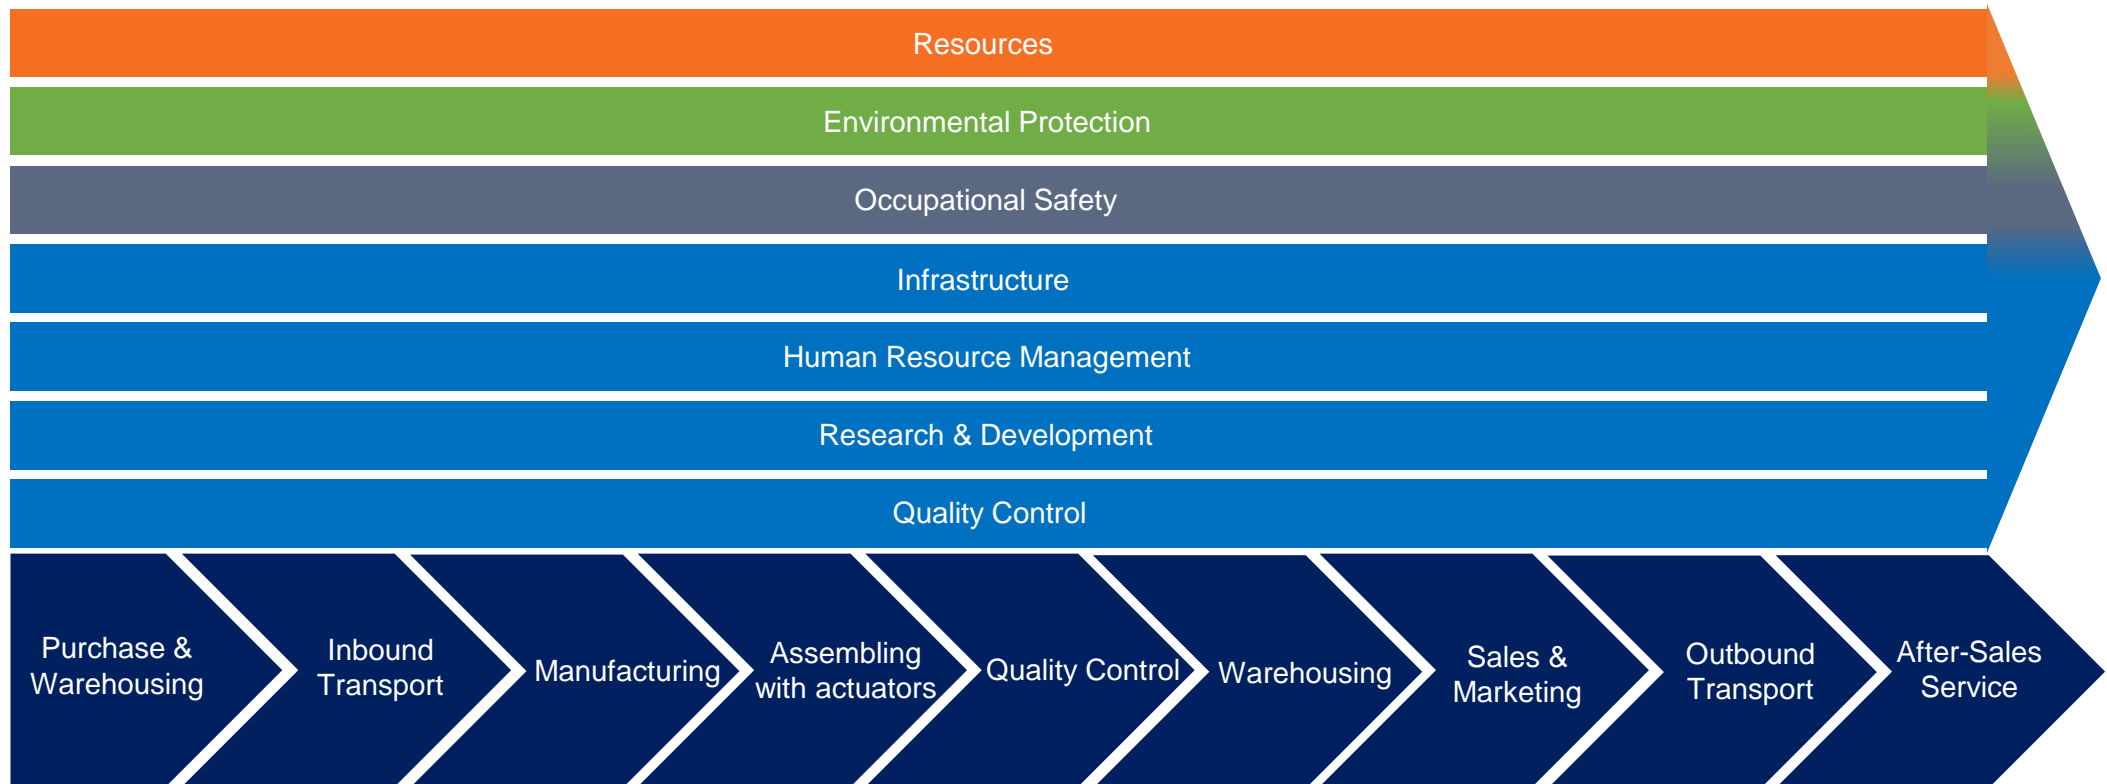 Resources
Environmental Protection
Occupational Safety
Infrastructure
Human Resource Management
Research & Development
Quality Control
Purchase &
Warehousing
Inbound
Transport
Manufacturing
Assembling
with actuators
Quality Control
Warehousing
Sales &
Marketing
Outbound
Transport
After-Sales
Service